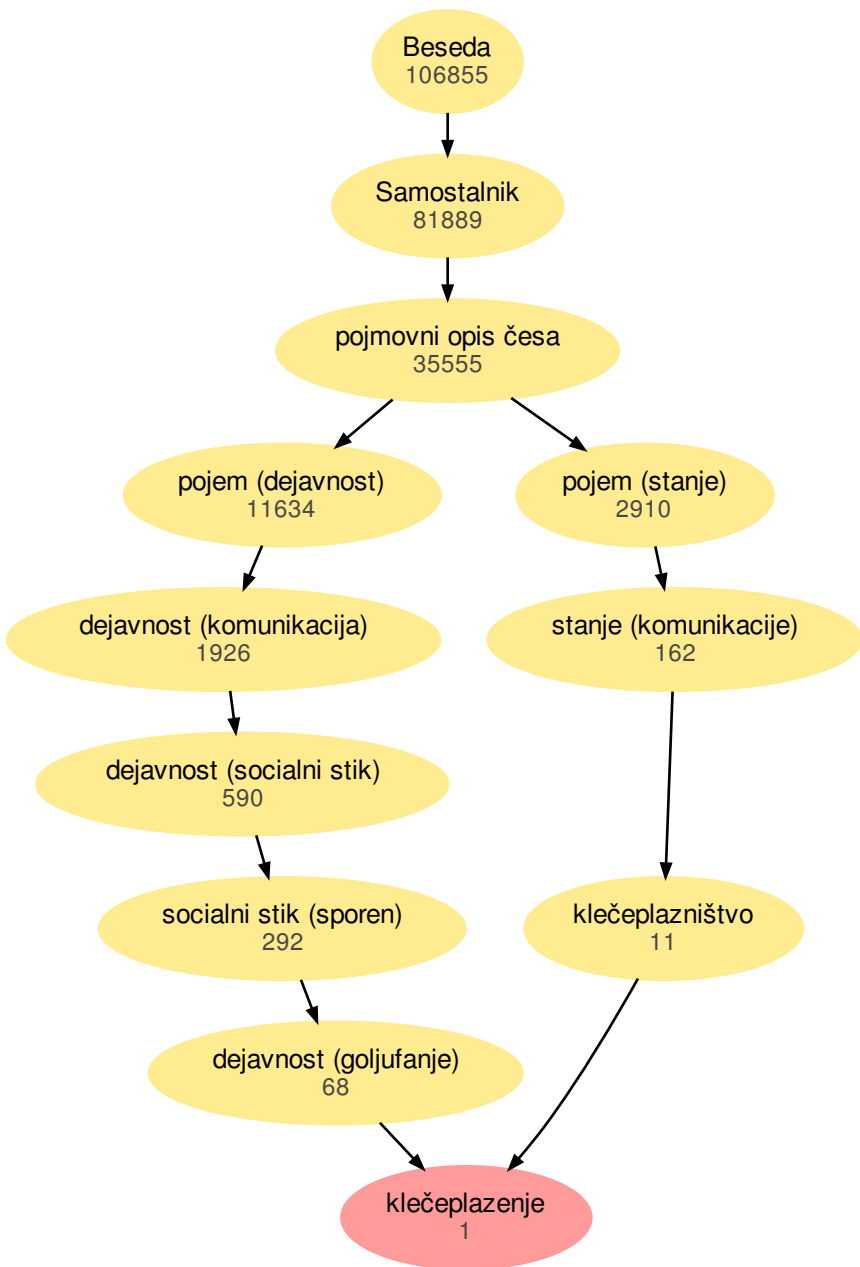 Beseda
106855
Samostalnik
81889
pojmovni opis česa
35555
pojem (dejavnost)
11634
pojem (stanje)
2910
dejavnost (komunikacija)
1926
stanje (komunikacije)
162
dejavnost (socialni stik)
590
socialni stik (sporen)
292
klečeplazništvo
11
dejavnost (goljufanje)
68
klečeplazenje
1